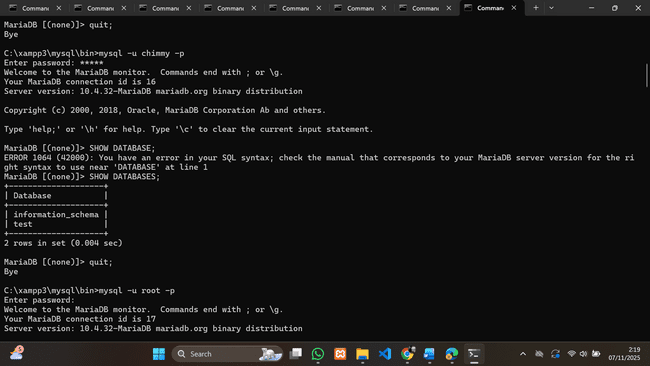 Comman Comman Comman Comman Comman Comman Comman Comman
MariaDB [(none)]> quit;
Bye
C:\xampp3\mysql\bin>mysql -u chimmy -p
Enter password: *****
Welcome to the MariaDB monitor.  Commands end with ; or \g.
Your MariaDB connection id is 16
Server version: 10.4.32-MariaDB mariadb.org binary distribution
Copyright (c) 2000, 2018, Oracle, MariaDB Corporation Ab and others.
Type 'help;' or '\h' for help. Type '\c' to clear the current input statement.
MariaDB [(none)]> SHOW DATABASE;
ERROR 1064 (42000): You have an error in your SQL syntax; check the manual that corresponds to your MariaDB server version for the ri
ght syntax to use near 'DATABASE' at line 1
MariaDB [(none)]> SHOW DATABASES;
+--------------------+
| Database           |
+--------------------+
| information_schema |
| test               |
+--------------------+
2 rows in set (0.004 sec)
MariaDB [(none)]> quit;
Bye
C:\xampp3\mysql\bin>mysql -u root -p
Enter password:
Welcome to the MariaDB monitor.  Commands end with ; or \g.
Your MariaDB connection id is 17
Server version: 10.4.32-MariaDB mariadb.org binary distribution
Search
2:19
07/11/2025